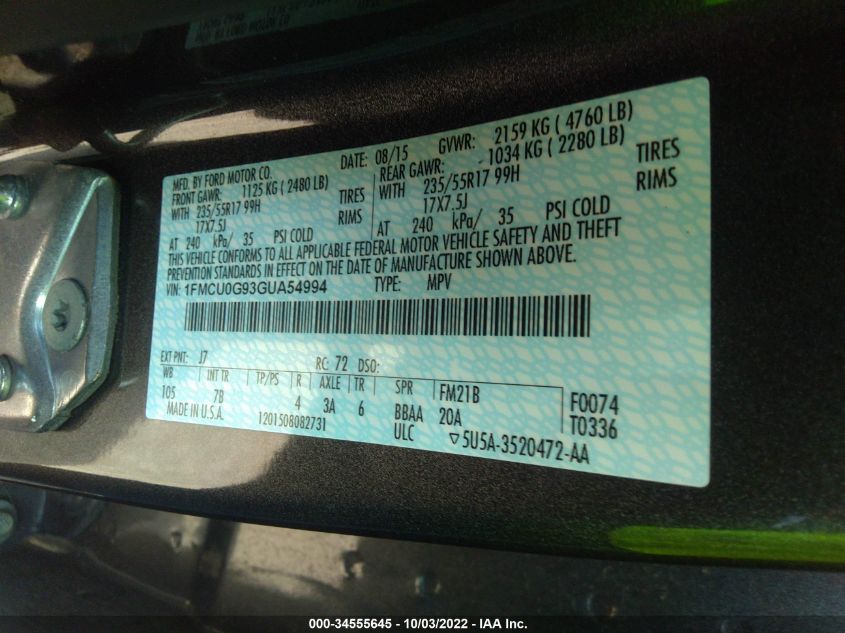 MFD. BY FORD MOTOR CO. DATE: 08/15 GVWR: 2159 KG ( 4760 LB)
FRONT GAWR: 1125 KG ( 2480 LB) REAR GAWR: 1034 KG ( 2280 LB)
WITH 235/55R17 99H TIRES WITH 235/55R17 99H TIRES
17X7.5J RIMS 17X7.5J RIMS
AT 240 kPa/ 35 PSI COLD AT 240 kPa/ 35 PSI COLD
THIS VEHICLE CONFORMS TO ALL APPLICABLE FEDERAL MOTOR VEHICLE SAFETY AND THEFT
PREVENTION STANDARDS IN EFFECT ON THE DATE OF MANUFACTURE SHOWN ABOVE.
VIN: 1FMCU0G93GUA54994 TYPE: MPV
EXT PNT: J7 RC: 72 DSO:
WB INT TR TP/PS R AXLE TR SPR FM21B F0074
105 7B 4 3A 6 BBAA 20A T0336
MADE IN U.S.A. 1201508082731 ULC ▽5U5A-3520472-AA
000-34555645 - 10/03/2022 - IAA Inc.